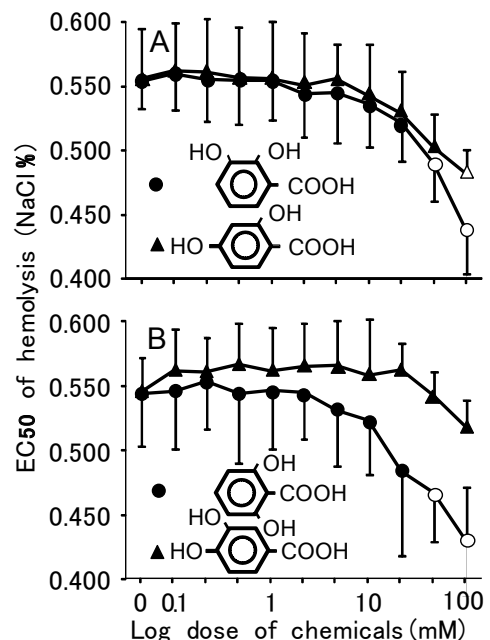 0.600
A
0.550
0.500
HO OH
COOH
0.450
OH
HO COOH
0.400
EC50 of hemolysis (NaCl %)
0.600
B
0.550
0.500
OH
COOH
0.450
HO OH
HO COOH
0.400
0 0.1 1 10 100
Log dose of chemicals (mM)